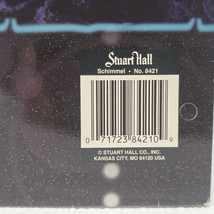 Stuart Hall
Schimmel • No. 8421
0 71723 84210 9
© STUART HALL CO., INC.
KANSAS CITY, MO 64120 USA